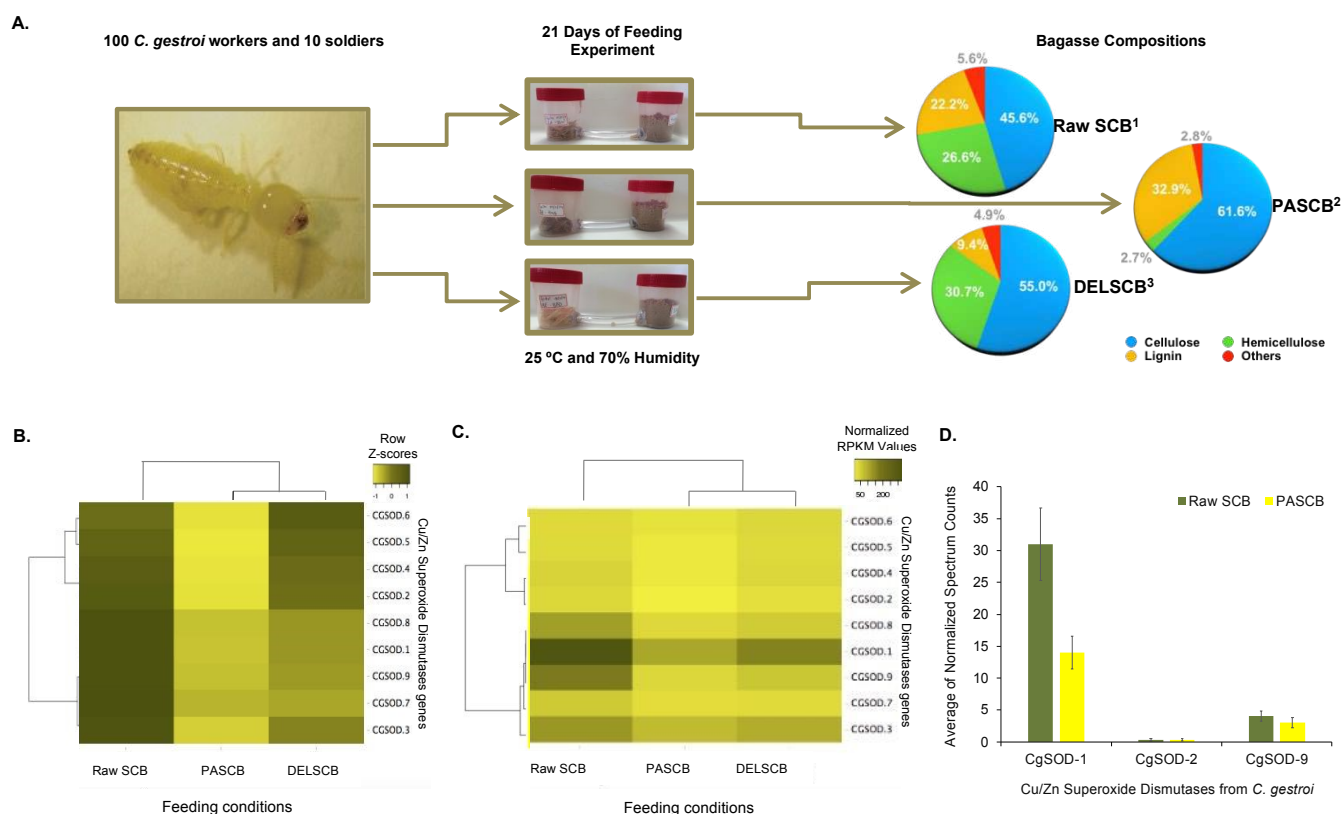 A.
100 C. gestroi workers and 10 soldiers
21 Days of Feeding
Experiment
25 ºC and 70% Humidity
Bagasse Compositions
5.6%
22.2%
45.6%
26.6%
Raw SCB¹
2.8%
32.9%
61.6%
2.7%
PASCB²
4.9%
9.4%
55.0%
30.7%
DELSCB³
Cellulose
Hemicellulose
Lignin
Others
B.
Row
Z-scores
-1 0 1
CGSOD.6
CGSOD.5
CGSOD.4
CGSOD.2
CGSOD.8
CGSOD.1
CGSOD.9
CGSOD.7
CGSOD.3
Cu/Zn Superoxide Dismutases genes
Raw SCB
PASCB
DELSCB
Feeding conditions
C.
Normalized
RPKM Values
50 200
CGSOD.6
CGSOD.5
CGSOD.4
CGSOD.2
CGSOD.8
CGSOD.1
CGSOD.9
CGSOD.7
CGSOD.3
Cu/Zn Superoxide Dismutases genes
Raw SCB
PASCB
DELSCB
Feeding conditions
D.
Average of Normalized Spectrum Counts
40
35
30
25
20
15
10
5
0
Raw SCB
PASCB
CgSOD-1
CgSOD-2
CgSOD-9
Cu/Zn Superoxide Dismutases from C. gestroi